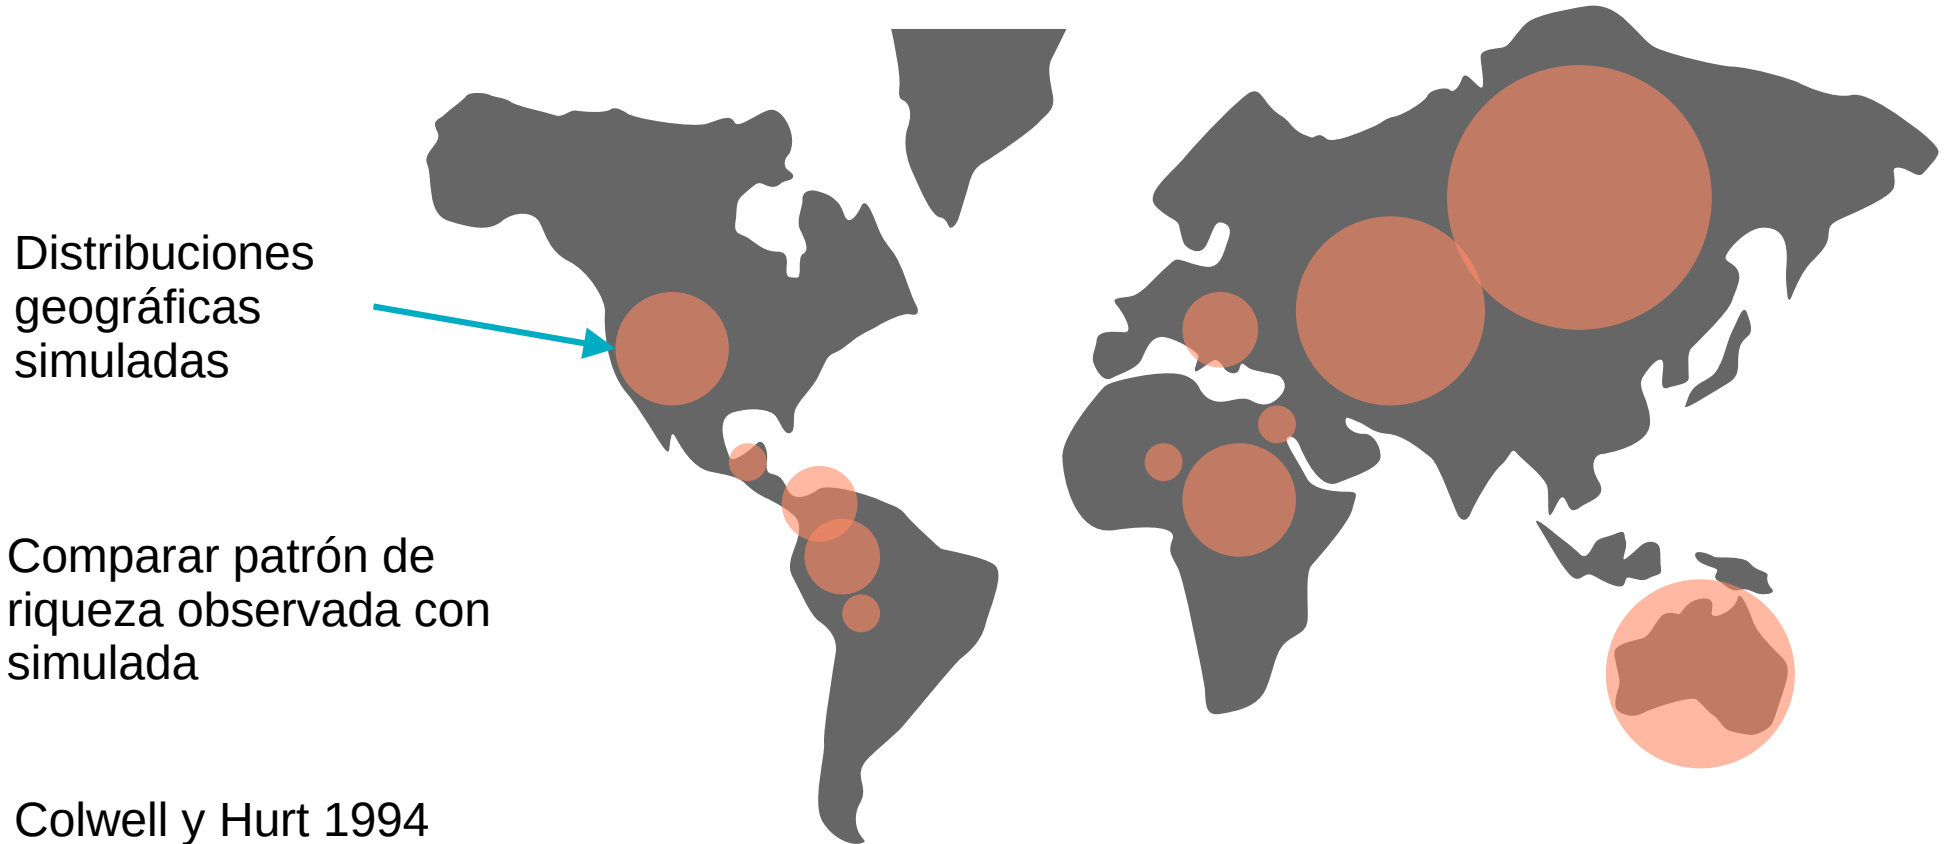 Distribuciones
geográficas
simuladas
Comparar patrón de
riqueza observada con
simulada
Colwell y Hurt 1994